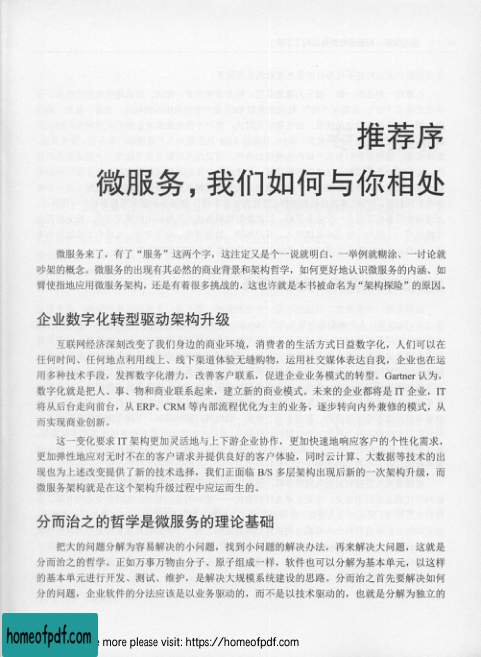 推荐序
微服务，我们如何与你相处
微服务来了，有了“服务”这两个字，这注定又是个一说就明白、一举例就糊涂、一讨论就
吵架的概念。微服务的出现有其必然的商业背景和架构哲学，如何更好地认识微服务的内涵、如
臂使指地应用微服务架构，还是有着很多挑战的，这也许就是本书被命名为“架构探险”的原因。
企业数字化转型驱动架构升级
互联网经济深刻改变了我们身边的商业环境，消费者的生活方式日益数字化，人们可以在
任何时间、任何地点利用线上、线下渠道体验无缝购物，运用社交媒体表达自我，企业也在运
用多种技术手段，发挥数字化潜力，改善客户联系，促进企业业务模式的转型。Gartner 认为，
数字化就是把人、事、物和商业联系起来，建立新的商业模式。未来的企业都将是 IT 企业，IT
将从后台走向前台，从 ERP、CRM 等内部流程优化为主的业务，逐步转向内外兼修的模式，从
而实现商业创新。
这一变化要求 IT 架构更加灵活地与上下游企业协作，更加快速地响应客户的个性化需求，
更加弹性地应对无时不在的客户请求并提供良好的客户体验，同时云计算、大数据等技术的出
现也为上述改变提供了新的技术选择，我们正面临 B/S 多层架构出现后新的一次架构升级，而
微服务架构就是在这个架构升级过程中应运而生的。
分而治之的哲学是微服务的理论基础
把大的问题分解为容易解决的小问题，找到小问题的解决办法，再来解决大问题，这就是
分而治之的哲学。正如万事万物由分子、原子组成一样，软件也可以分解为基本单元，以这样
的基本单元进行开发、测试、维护，是解决大规模系统建设的思路。分而治之首先要解决如何
分的问题，企业软件的分法应该是以业务驱动的，而不是以技术驱动的，也就是分解为独立的
homeofpdf.com
e more please visit: https://homeofpdf.com